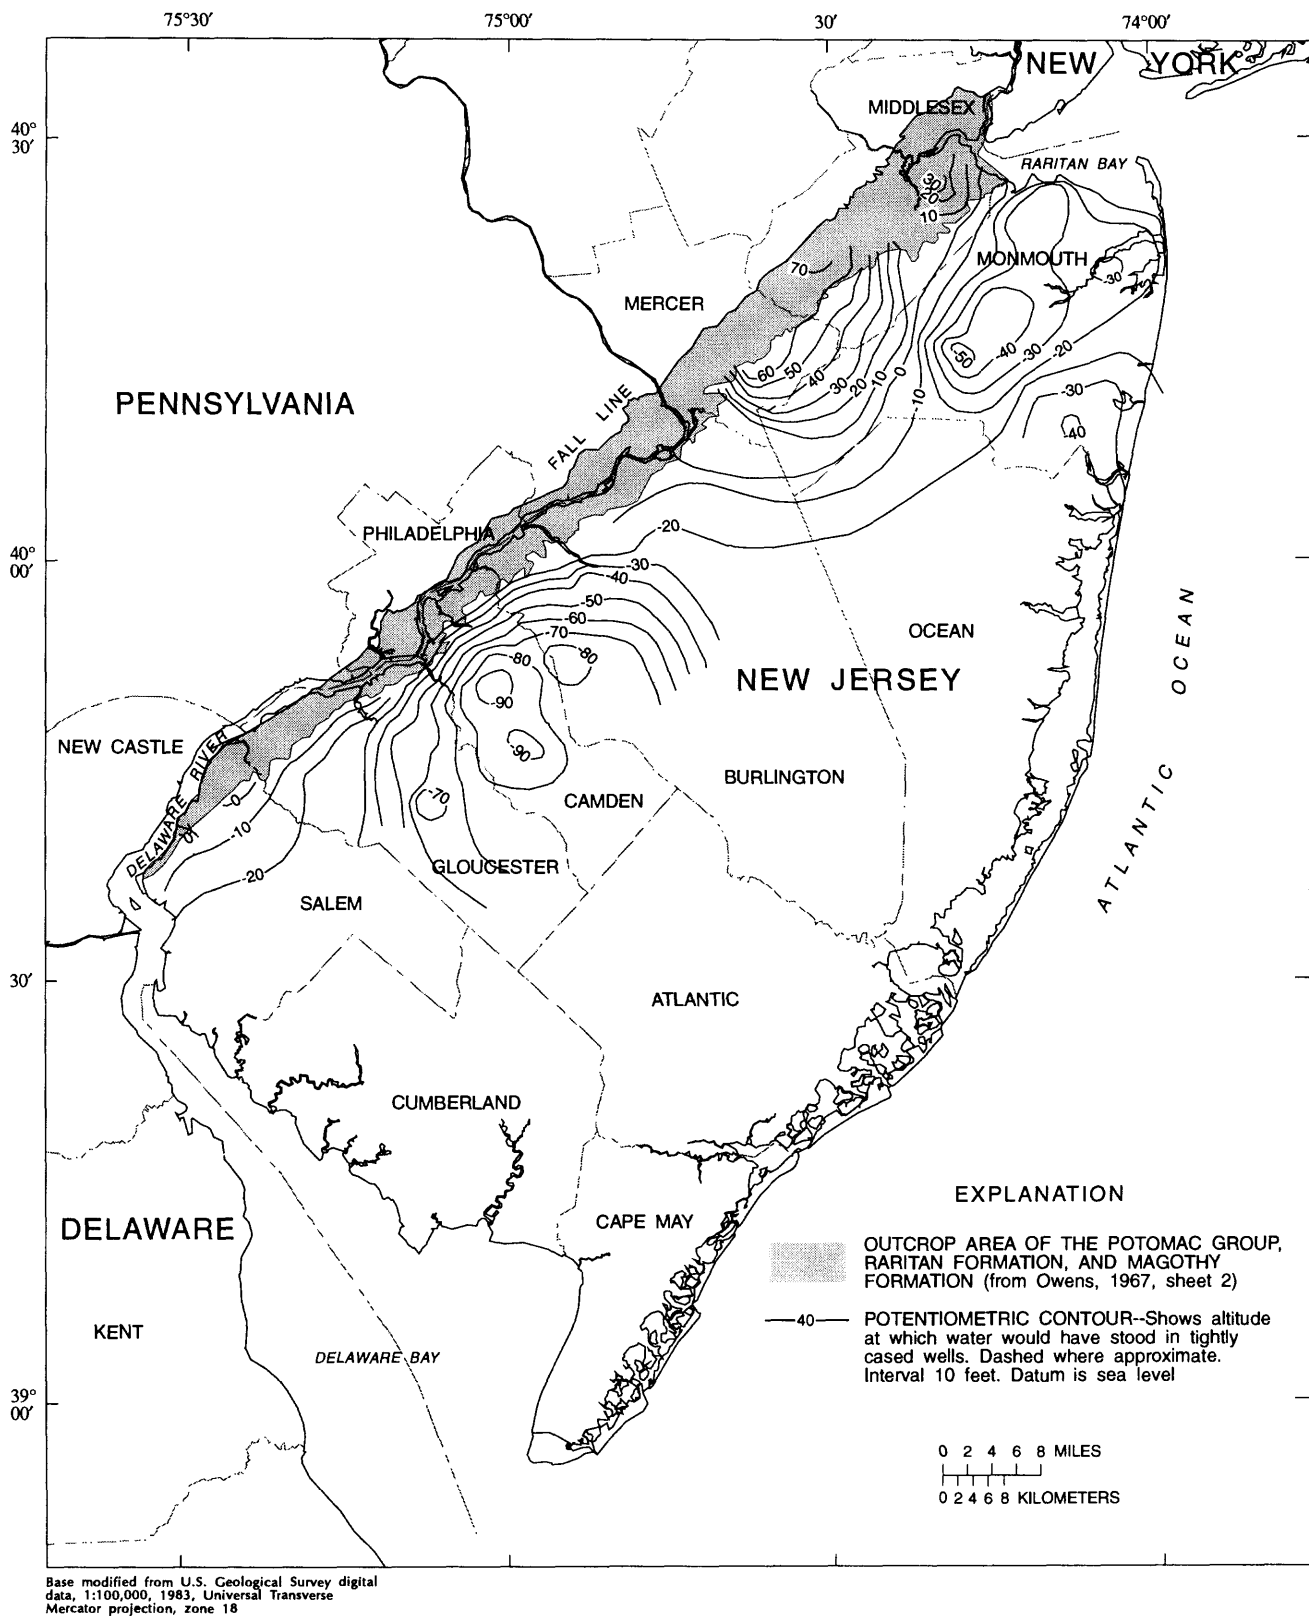 75°30′ 75°00′ 30′ 74°00′
NEW YORK
MIDDLESEX
40°
30′
RARITAN BAY
30
20
10
MONMOUTH
-30
70
MERCER
-50 -40 -30 -20
60 50 40 30 20 10 0 -10
-30
PENNSYLVANIA
FALL LINE
-40
-20
PHILADELPHIA
40°
00′
-30
-40
-50
-60
-70
-80 -80
OCEAN
NEW JERSEY
ATLANTIC OCEAN
-90
-90
NEW CASTLE
DELAWARE RIVER
BURLINGTON
-70
CAMDEN
0
0
-10
-20
GLOUCESTER
SALEM
30′
ATLANTIC
CUMBERLAND
DELAWARE
CAPE MAY
KENT
DELAWARE BAY
39°
00′
EXPLANATION
OUTCROP AREA OF THE POTOMAC GROUP,
RARITAN FORMATION, AND MAGOTHY
FORMATION (from Owens, 1967, sheet 2)
—40— POTENTIOMETRIC CONTOUR--Shows altitude
at which water would have stood in tightly
cased wells. Dashed where approximate.
Interval 10 feet. Datum is sea level
0 2 4 6 8 MILES
0 2 4 6 8 KILOMETERS
Base modified from U.S. Geological Survey digital
data, 1:100,000, 1983, Universal Transverse
Mercator projection, zone 18